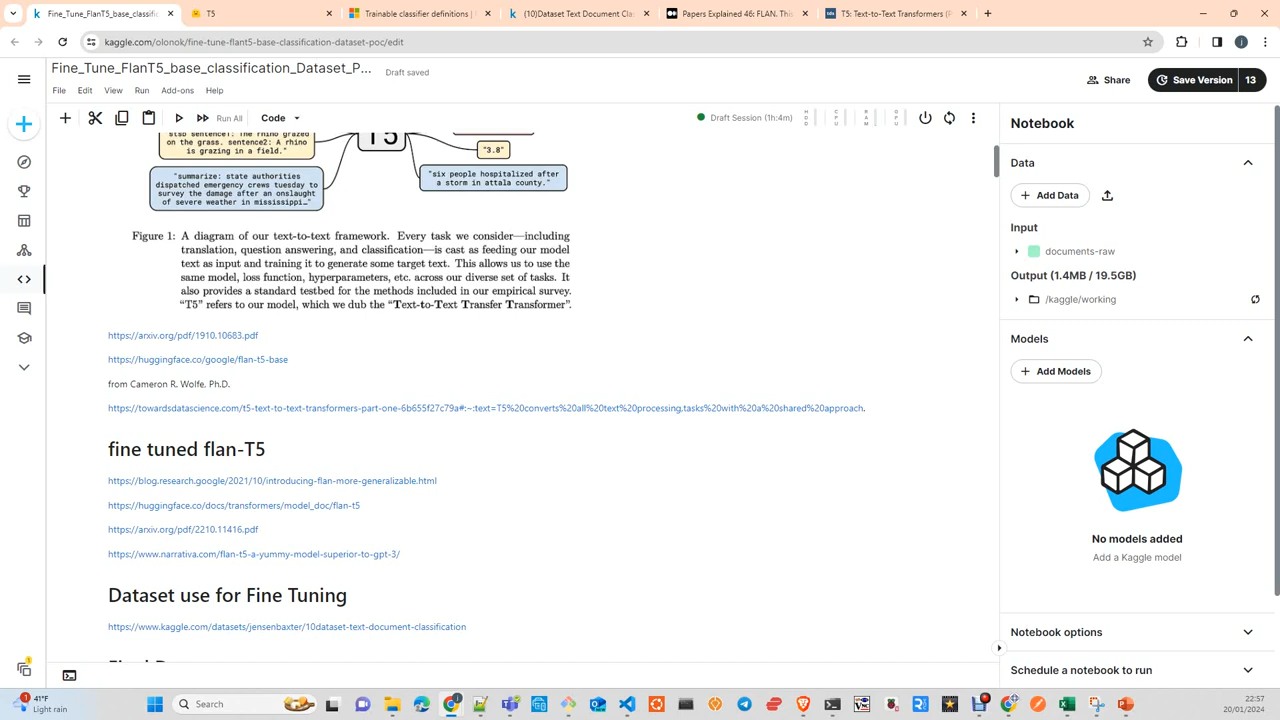 Fine_Tune_FlanT5_base_classific
T5
Trainable classifier definitions | M
(10)Dataset Text Document Clas
Papers Explained 46: FLAN. This
T5: Text-to-Text Transformers (P
kaggle.com/olonok/fine-tune-flant5-base-classification-dataset-poc/edit
Fine_Tune_FlanT5_base_classification_Dataset_P...
Draft saved
Share
Save Version
13
File Edit View Run Add-ons Help
Run All
Code
Draft Session (1h:4m)
stsb sentence1: The rhino grazed
on the grass. sentence2: A rhino
is grazing in a field."
T5
"3.8"
"summarize: state authorities
dispatched emergency crews tuesday to
survey the damage after an onslaught
of severe weather in mississippi…"
"six people hospitalized after
a storm in attala county."
Figure 1: A diagram of our text-to-text framework. Every task we consider—including
translation, question answering, and classification—is cast as feeding our model
text as input and training it to generate some target text. This allows us to use the
same model, loss function, hyperparameters, etc. across our diverse set of tasks. It
also provides a standard testbed for the methods included in our empirical survey.
"T5" refers to our model, which we dub the "Text-to-Text Transfer Transformer".
https://arxiv.org/pdf/1910.10683.pdf
https://huggingface.co/google/flan-t5-base
from Cameron R. Wolfe, Ph.D.
https://towardsdatascience.com/t5-text-to-text-transformers-part-one-6b655f27c79a#:~:text=T5%20converts%20all%20text%20processing,tasks%20with%20a%20shared%20approach.
fine tuned flan-T5
https://blog.research.google/2021/10/introducing-flan-more-generalizable.html
https://huggingface.co/docs/transformers/model_doc/flan-t5
https://arxiv.org/pdf/2210.11416.pdf
https://www.narrativa.com/flan-t5-a-yummy-model-superior-to-gpt-3/
Dataset use for Fine Tuning
https://www.kaggle.com/datasets/jensenbaxter/10dataset-text-document-classification
Notebook
Data
Add Data
Input
documents-raw
Output (1.4MB / 19.5GB)
/kaggle/working
Models
Add Models
No models added
Add a Kaggle model
Notebook options
Schedule a notebook to run
41°F
Light rain
Search
22:57
20/01/2024